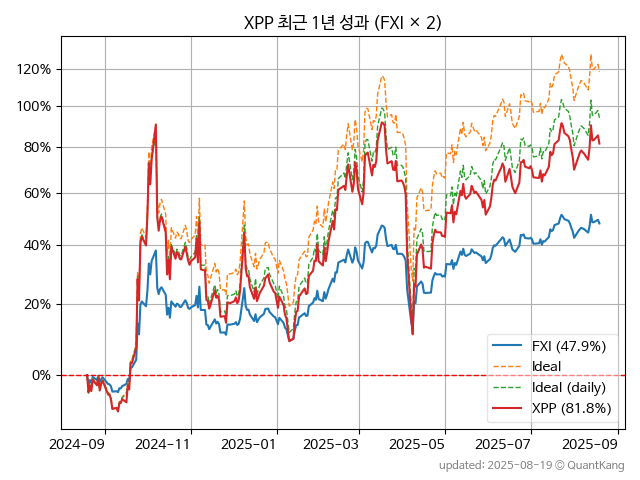 XPP 최근 1년 성과 (FXI × 2)
120%
100%
80%
60%
40%
20%
0%
FXI (47.9%)
Ideal
Ideal (daily)
XPP (81.8%)
2024-09 2024-11 2025-01 2025-03 2025-05 2025-07 2025-09
updated: 2025-08-19 © QuantKang